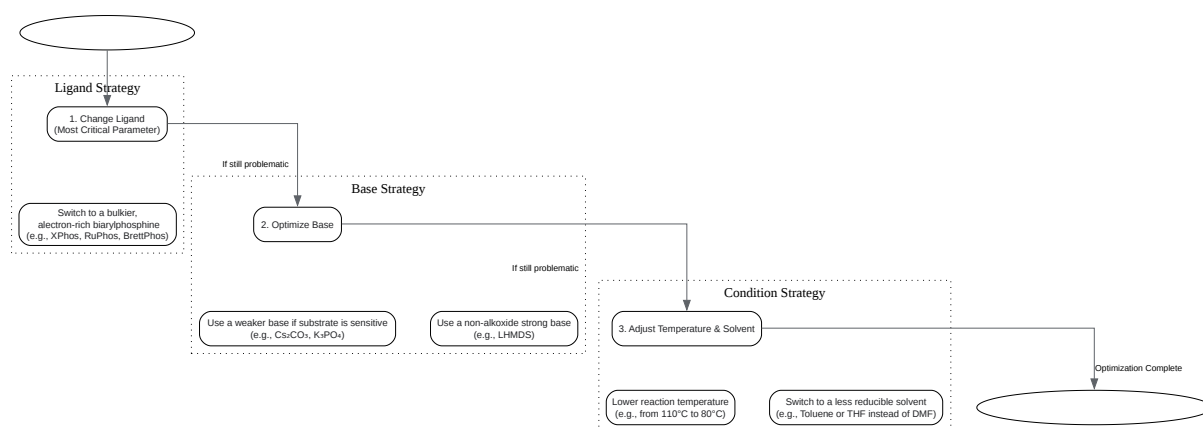 Ligand Strategy
1. Change Ligand
(Most Critical Parameter)
If still problematic
Switch to a bulkier,
alectron-rich biarylphosphine
(e.g., XPhos, RuPhos, BrettPhos)
Base Strategy
2. Optimize Base
If still problematic
Use a weaker base if substrate is sensitive
(e.g., Cs₂CO₃, K₃PO₄)
Use a non-alkoxide strong base
(e.g., LHMDS)
Condition Strategy
3. Adjust Temperature & Solvent
Optimization Complete
Lower reaction temperature
(e.g., from 110°C to 80°C)
Switch to a less reducible solvent
(e.g., Toluene or THF instead of DMF)